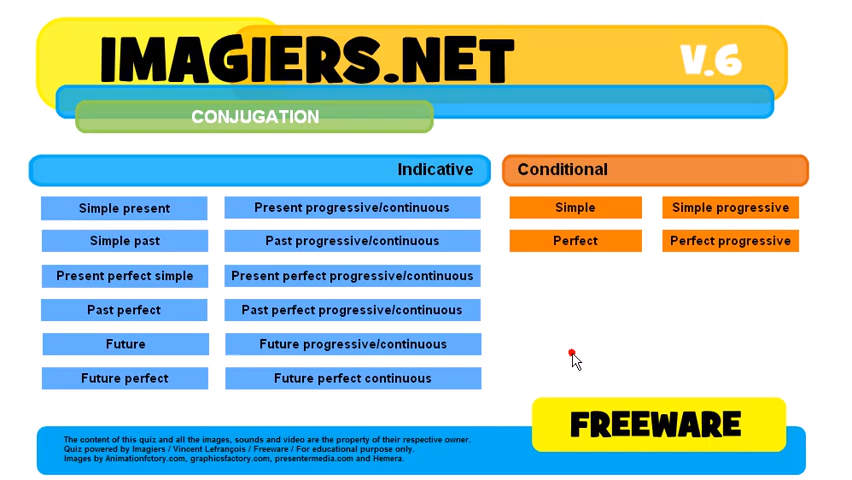 IMAGIERS.NET
V.6
CONJUGATION
Indicative
Conditional
Simple present
Present progressive/continuous
Simple
Simple progressive
Simple past
Past progressive/continuous
Perfect
Perfect progressive
Present perfect simple
Present perfect progressive/continuous
Past perfect
Past perfect progressive/continuous
Future
Future progressive/continuous
Future perfect
Future perfect continuous
FREEWARE
The content of this quiz and all the images, sounds and video are the property of their respective owner.
Quiz powered by Imagiers / Vincent Lefrançois / Freeware / For educational purpose only.
Images by Animationfctory.com, graphicsfactory.com, presentermedia.com and Hemera.